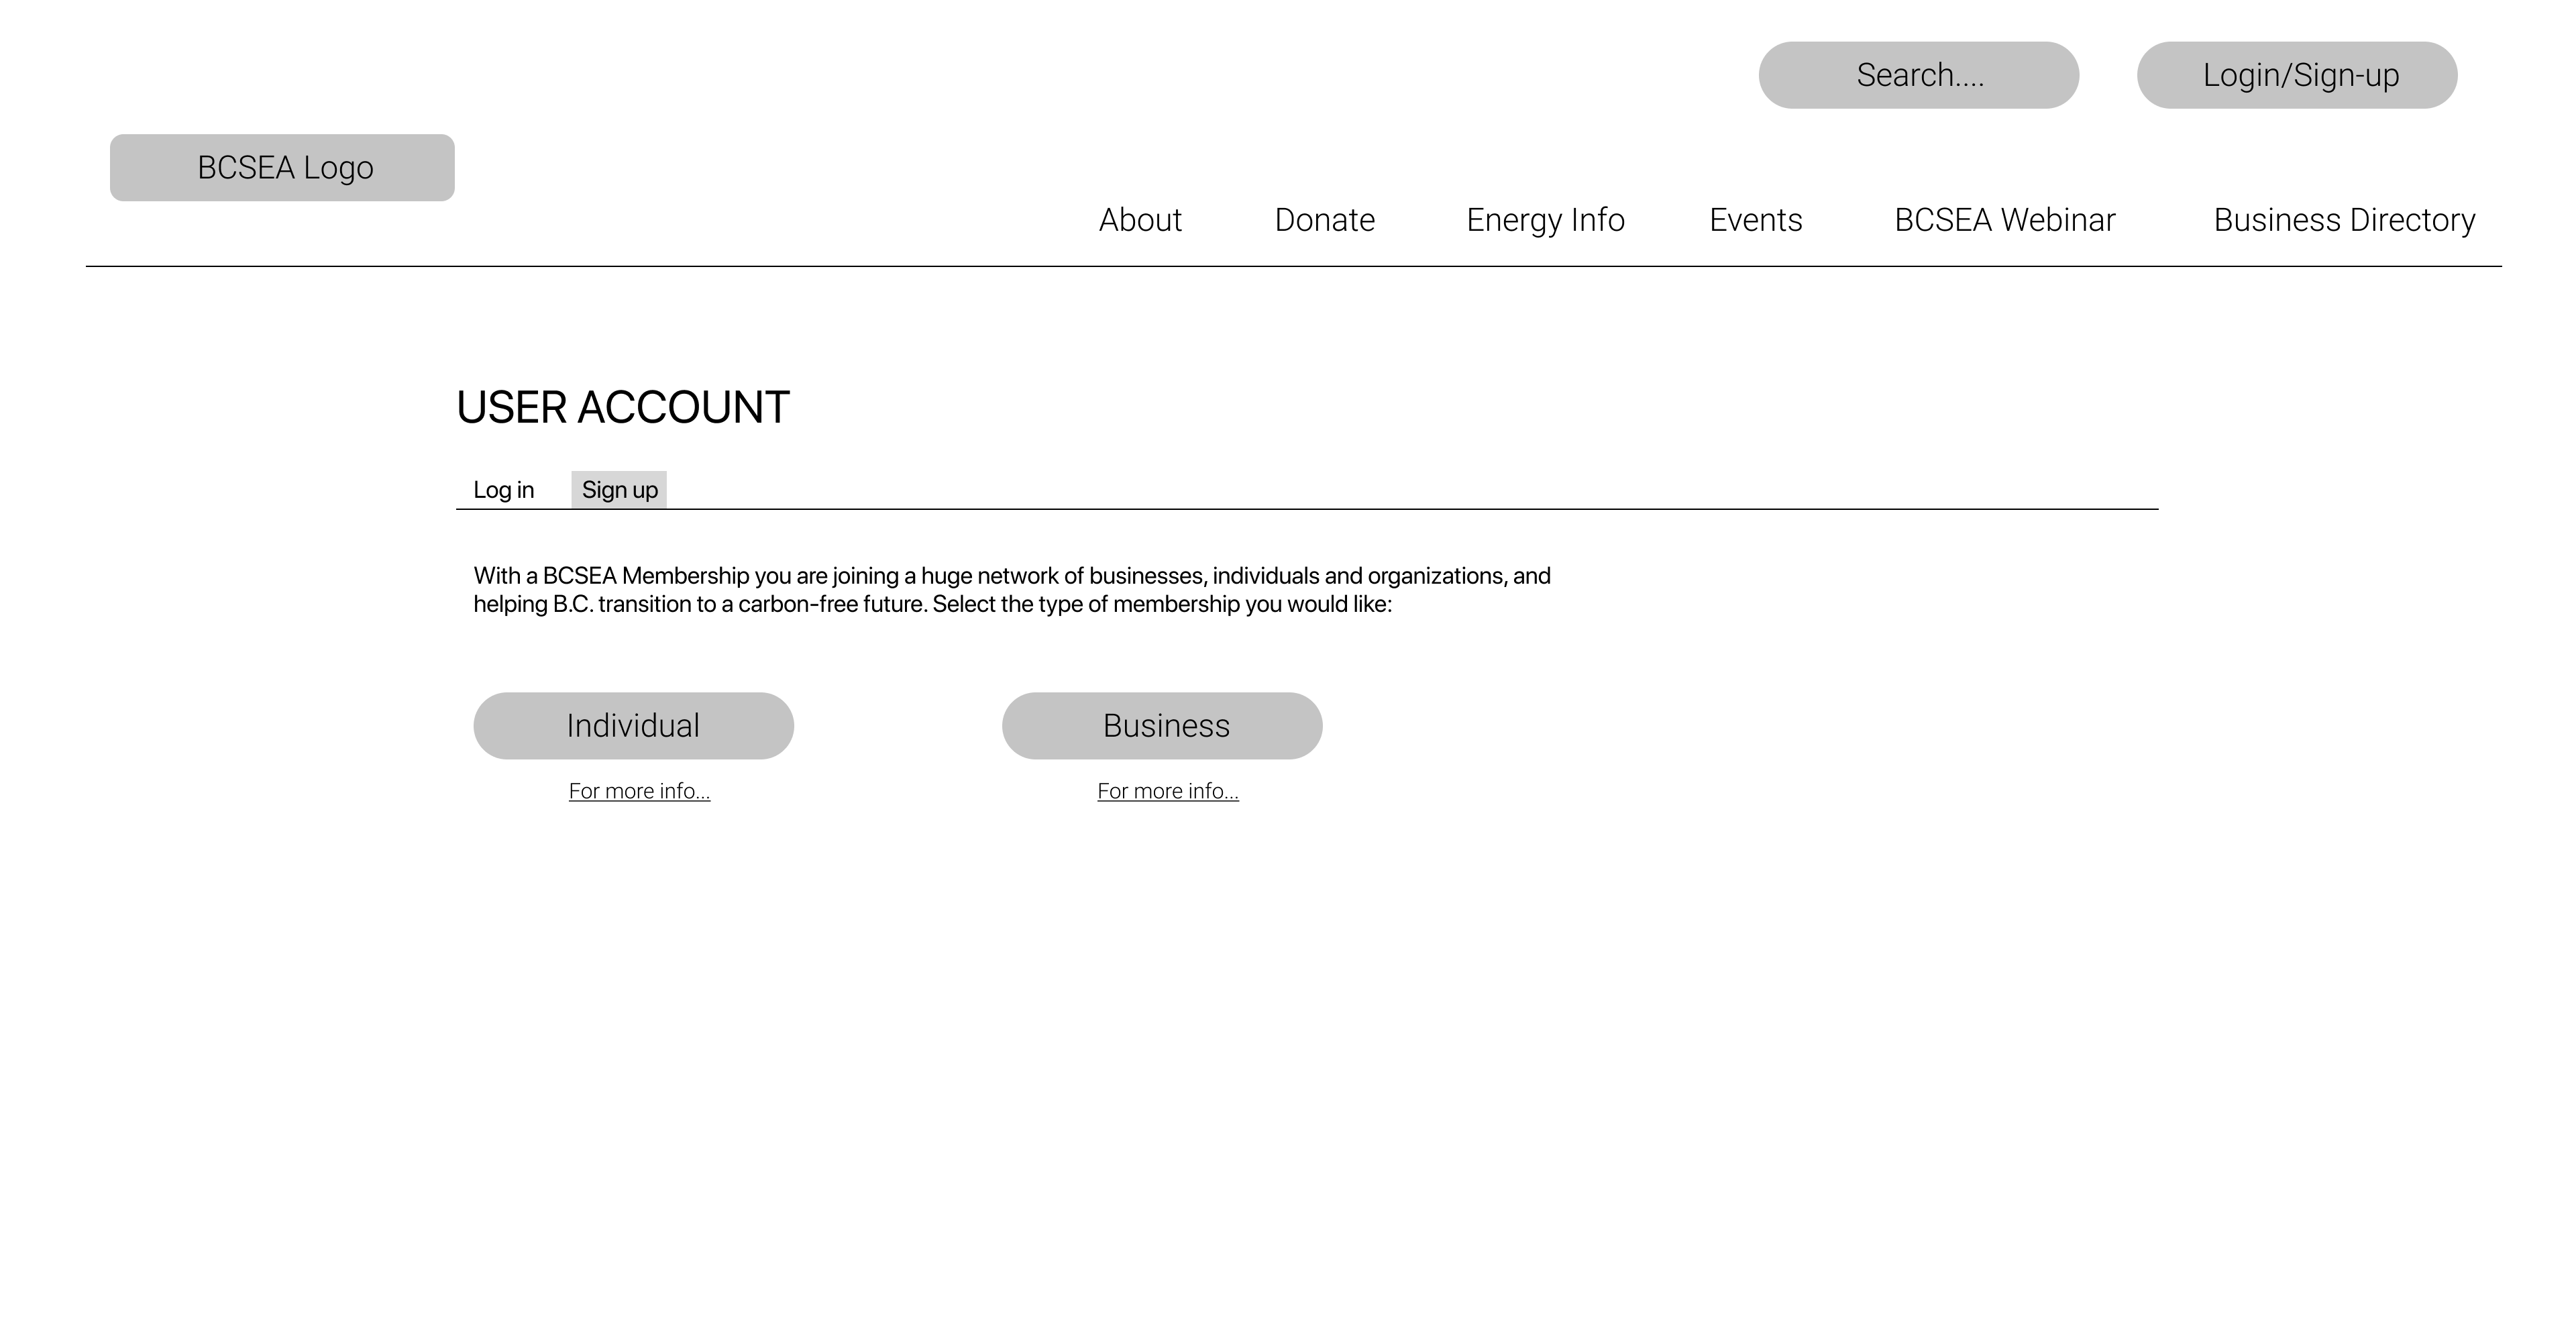 Search....
Login/Sign-up
BCSEA Logo
About Donate Energy Info Events BCSEA Webinar Business Directory
USER ACCOUNT
Log in Sign up
With a BCSEA Membership you are joining a huge network of businesses, individuals and organizations, and
helping B.C. transition to a carbon-free future. Select the type of membership you would like:
Individual Business
For more info... For more info...